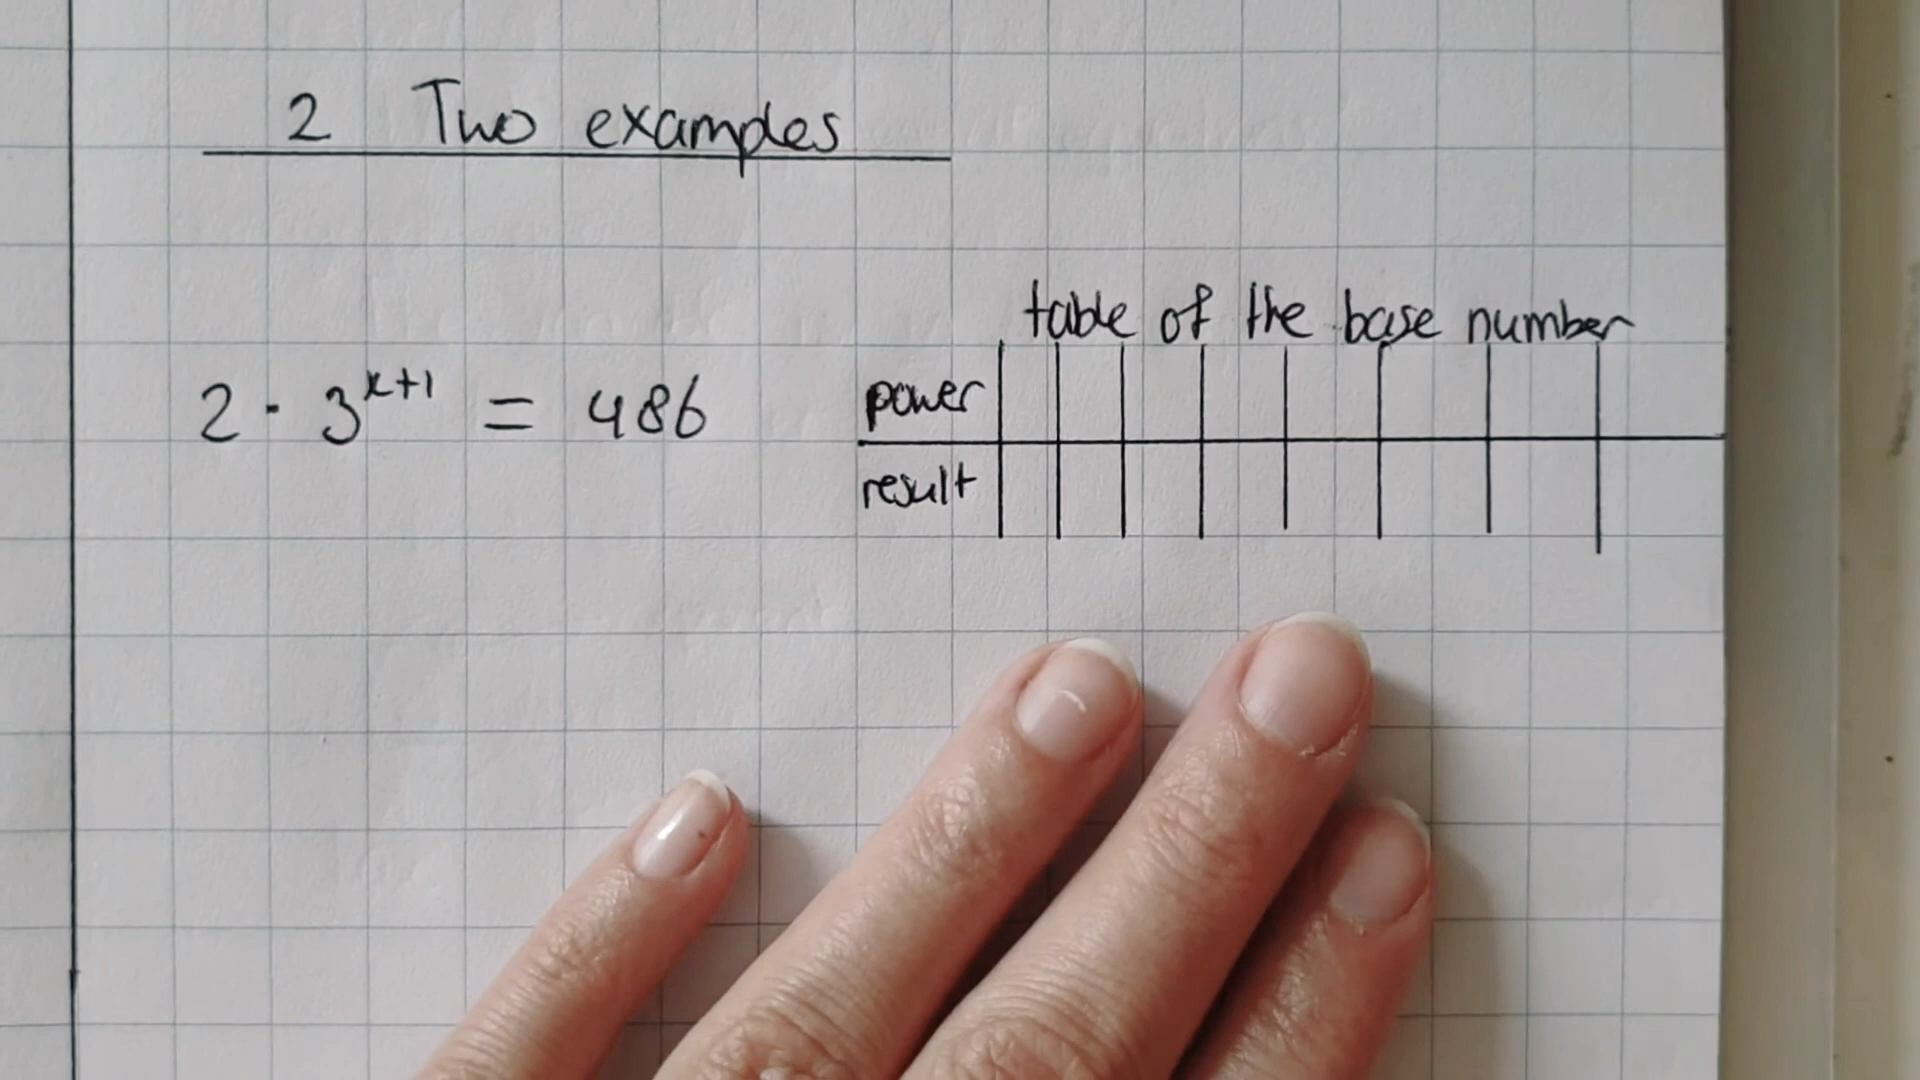 2 Two examples
table of the base number
2 · 3^{x+1} = 486
power
result